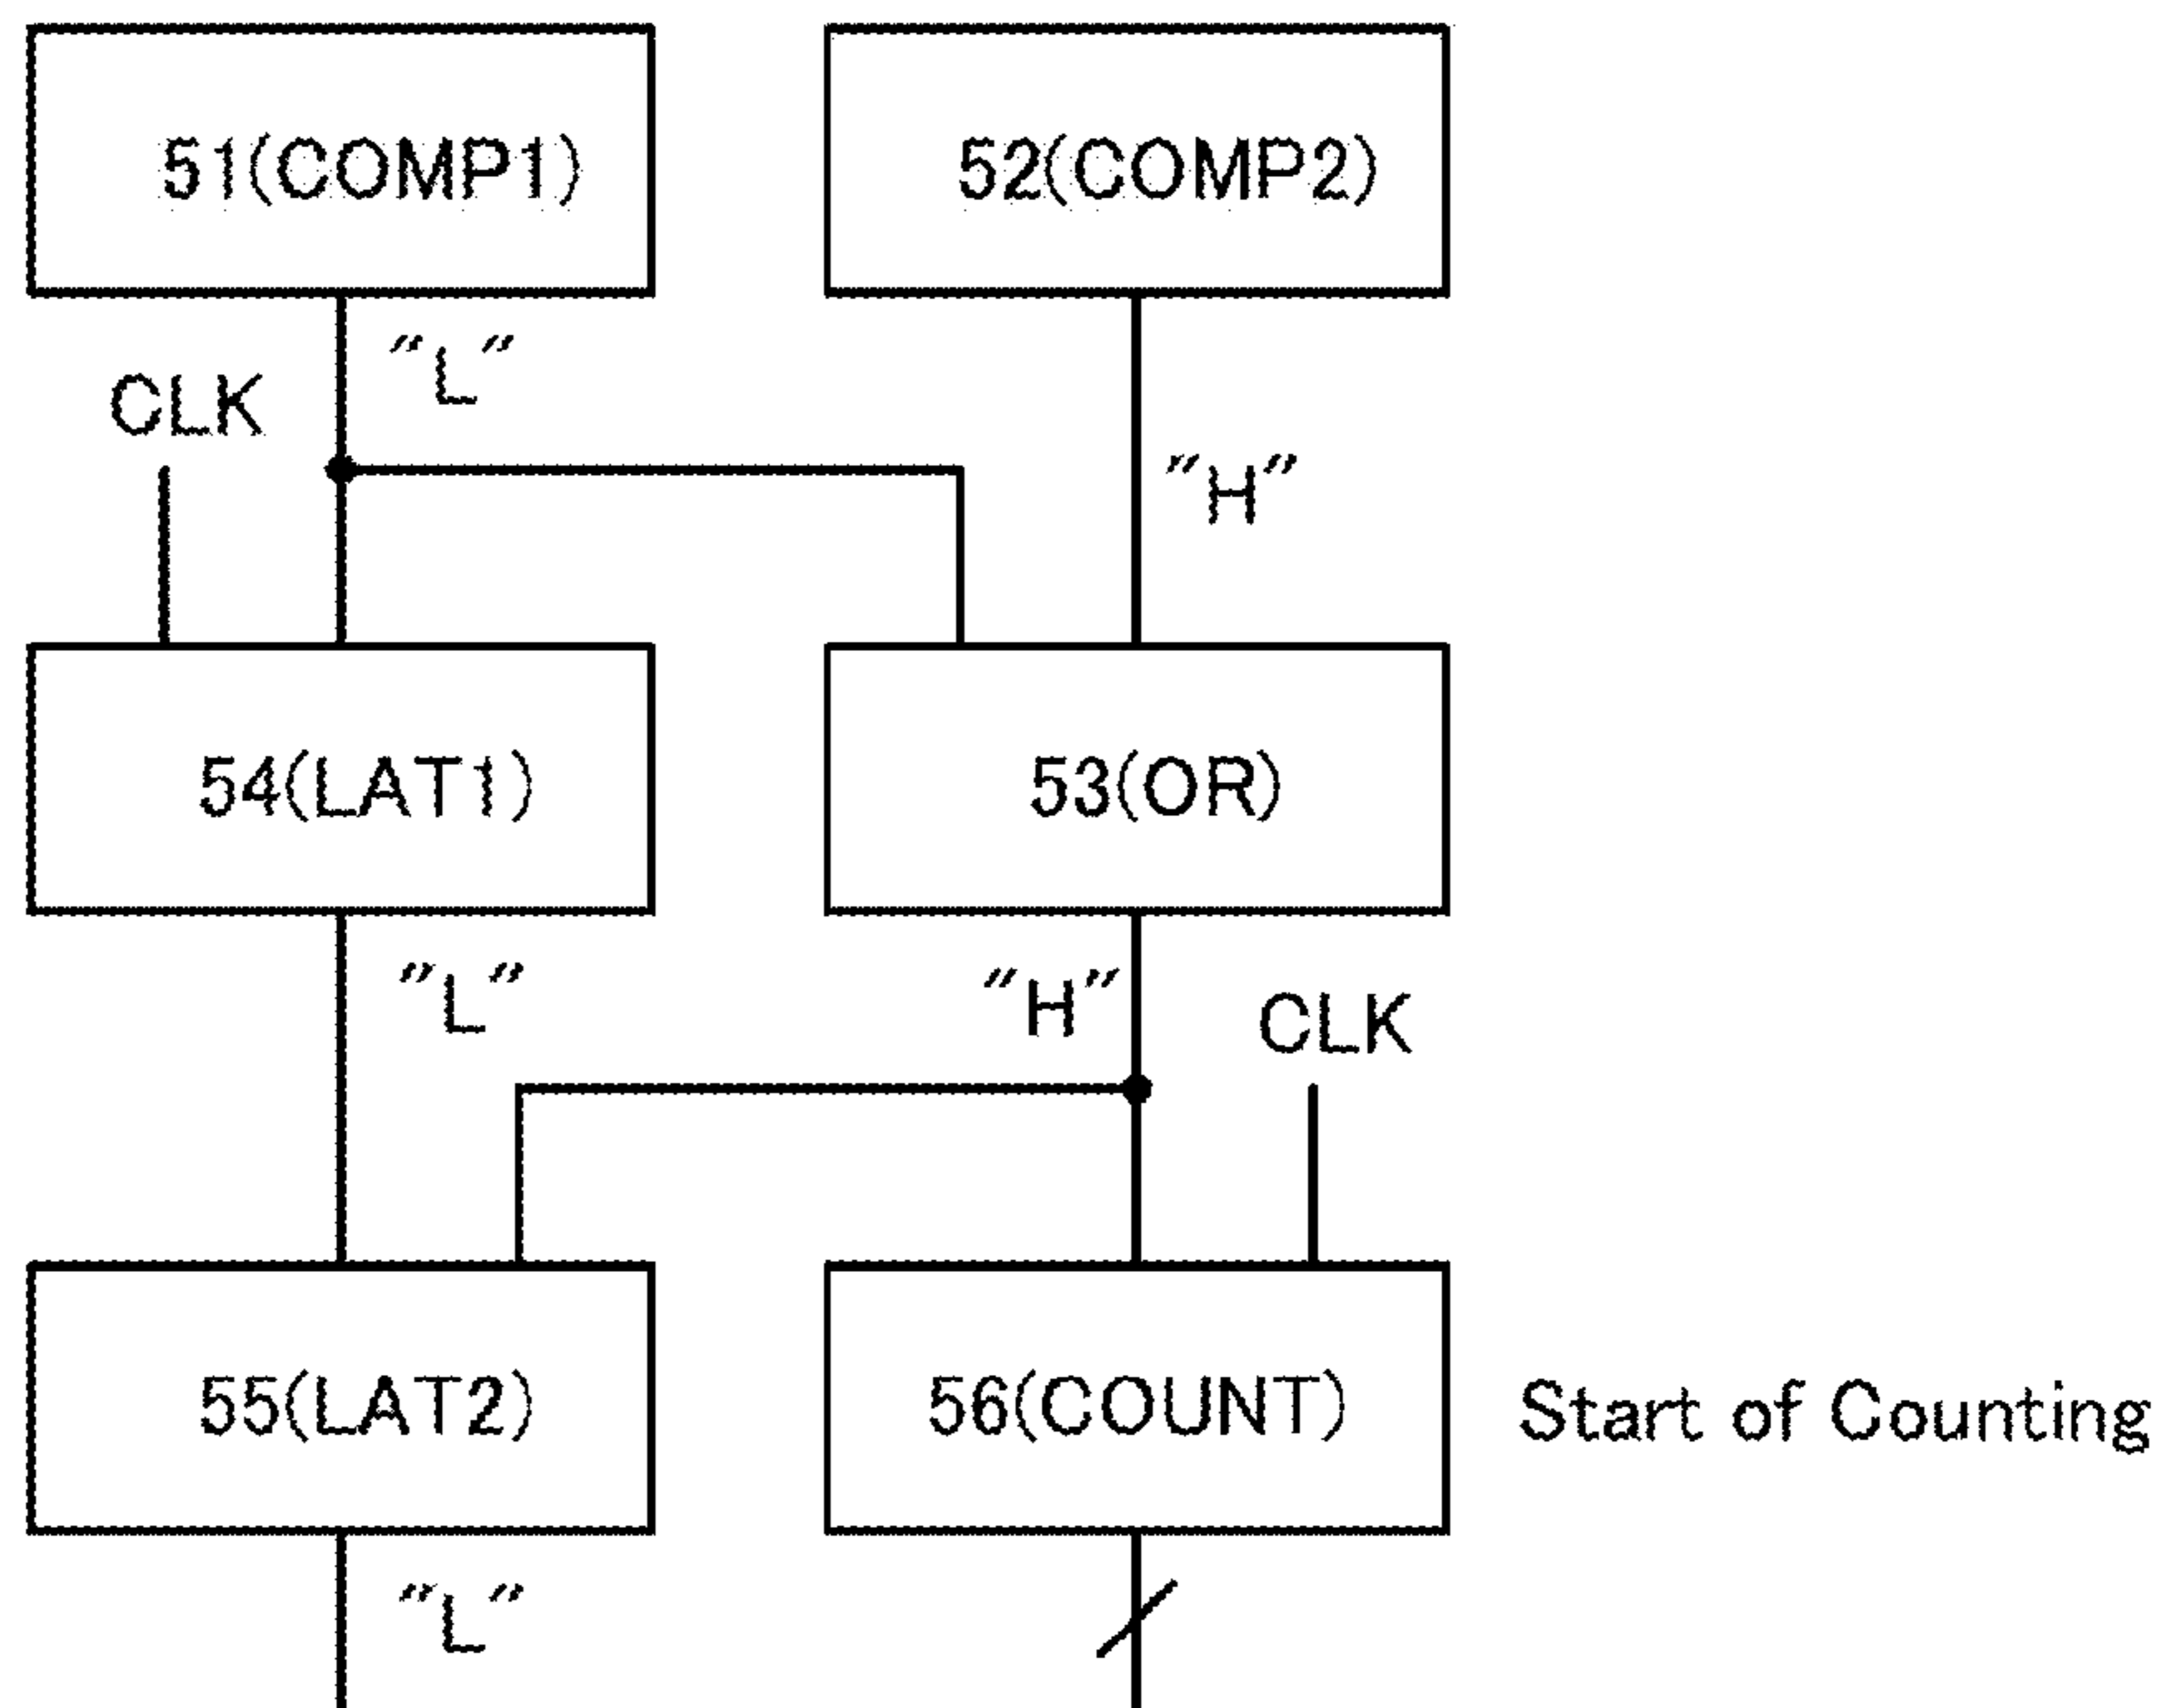 51(COMP1)
52(COMP2)
"L"
CLK
"H"
54(LAT1)
53(OR)
"L"
"H"
CLK
55(LAT2)
56(COUNT)
Start of Counting
"L"